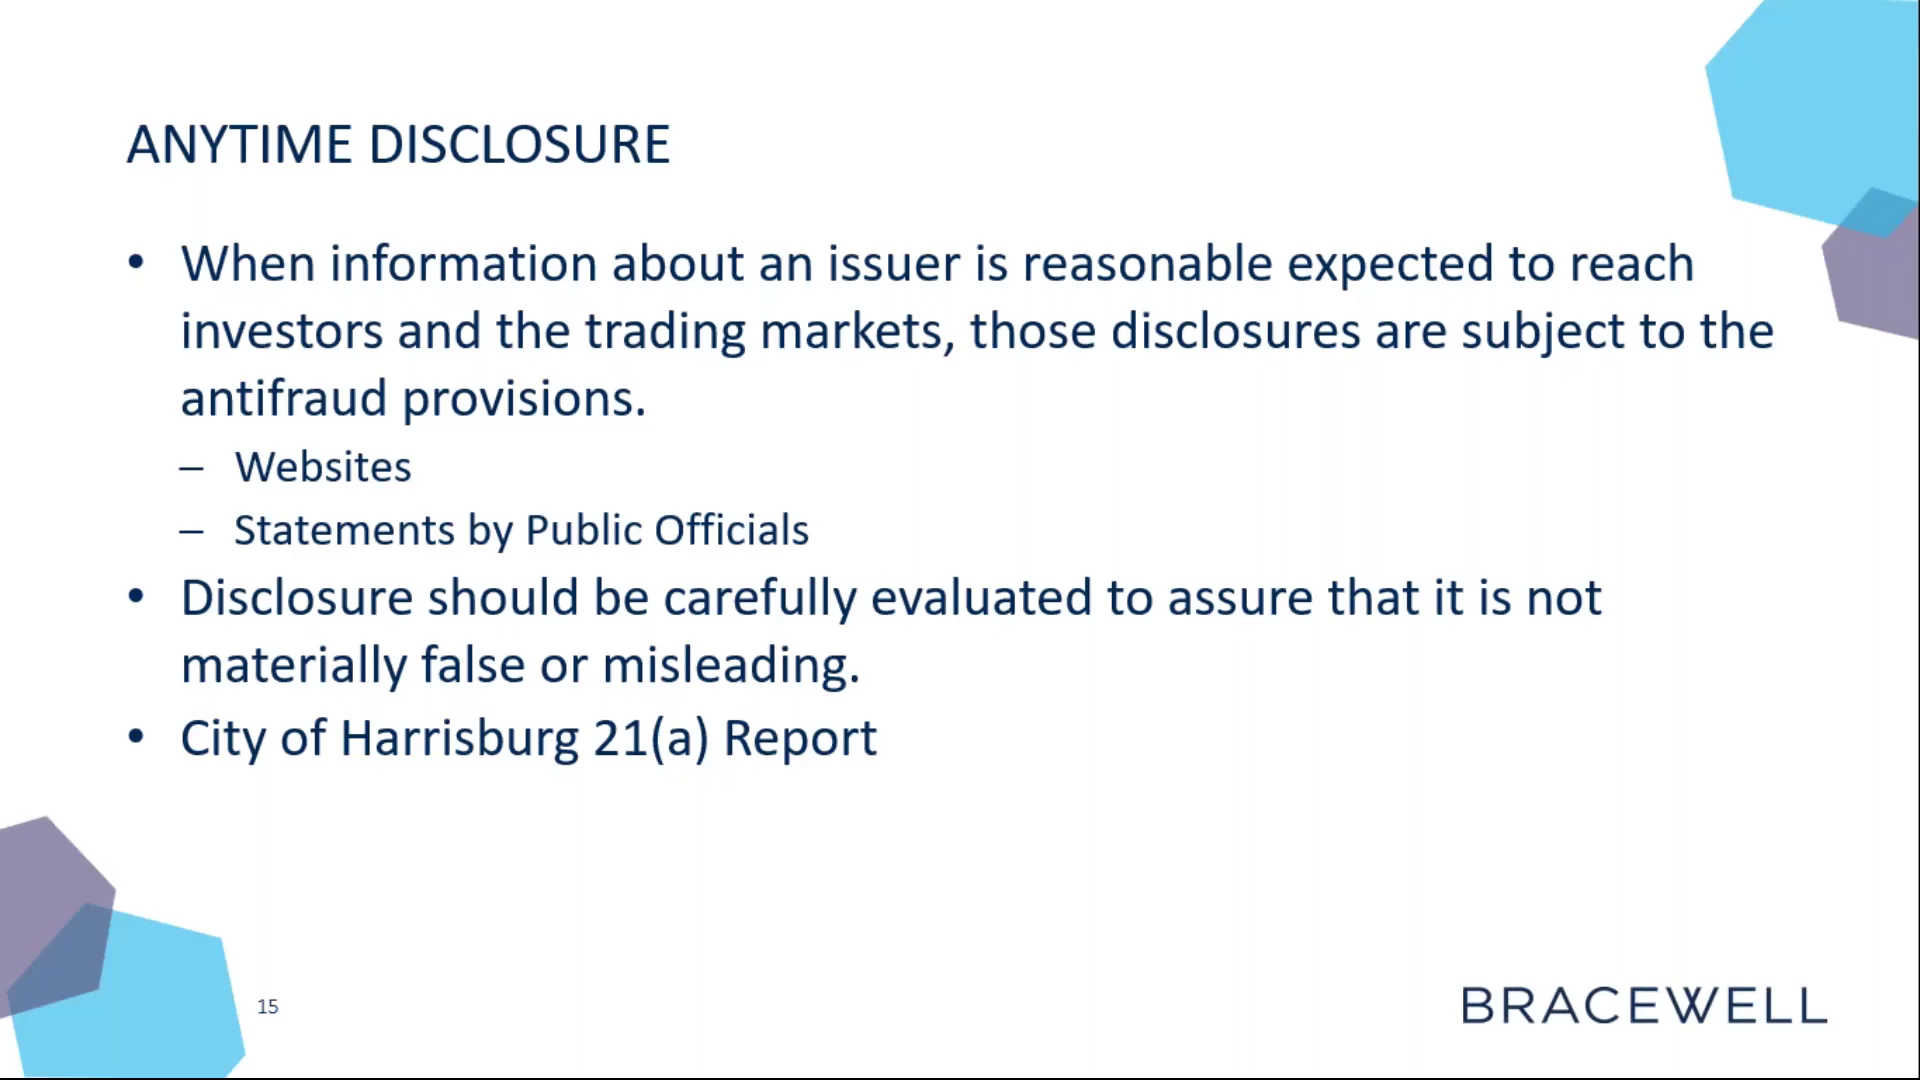 ANYTIME DISCLOSURE
• When information about an issuer is reasonable expected to reach
investors and the trading markets, those disclosures are subject to the
antifraud provisions.
– Websites
– Statements by Public Officials
• Disclosure should be carefully evaluated to assure that it is not
materially false or misleading.
• City of Harrisburg 21(a) Report
15
BRACEWELL